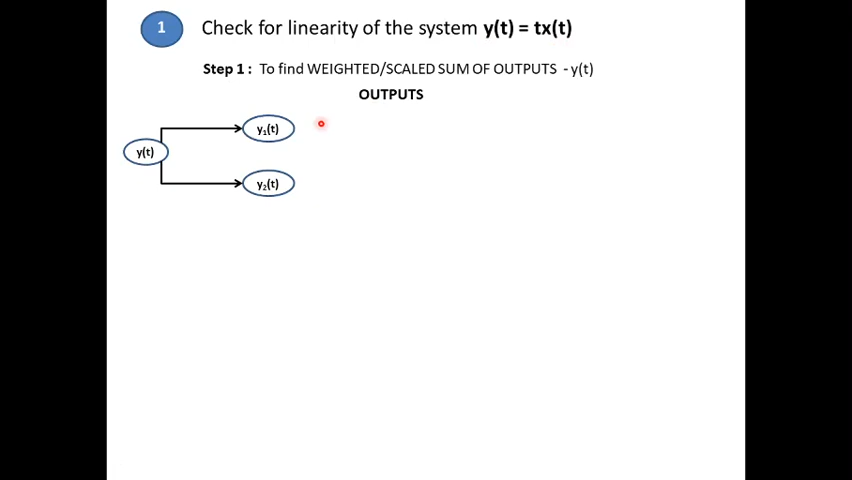 1 Check for linearity of the system y(t) = tx(t)
Step 1 : To find WEIGHTED/SCALED SUM OF OUTPUTS - y(t)
OUTPUTS
y₁(t)
y(t)
y₂(t)